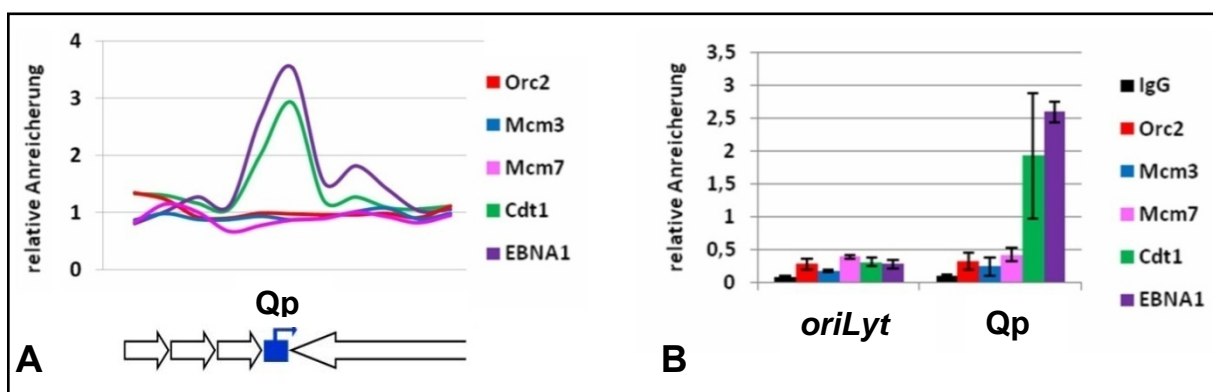 relative Anreicherung
4
3
2
1
0
Orc2
Mcm3
Mcm7
Cdt1
EBNA1
Qp
A
relative Anreicherung
3,5
3
2,5
2
1,5
1
0,5
0
IgG
Orc2
Mcm3
Mcm7
Cdt1
EBNA1
oriLyt Qp
B